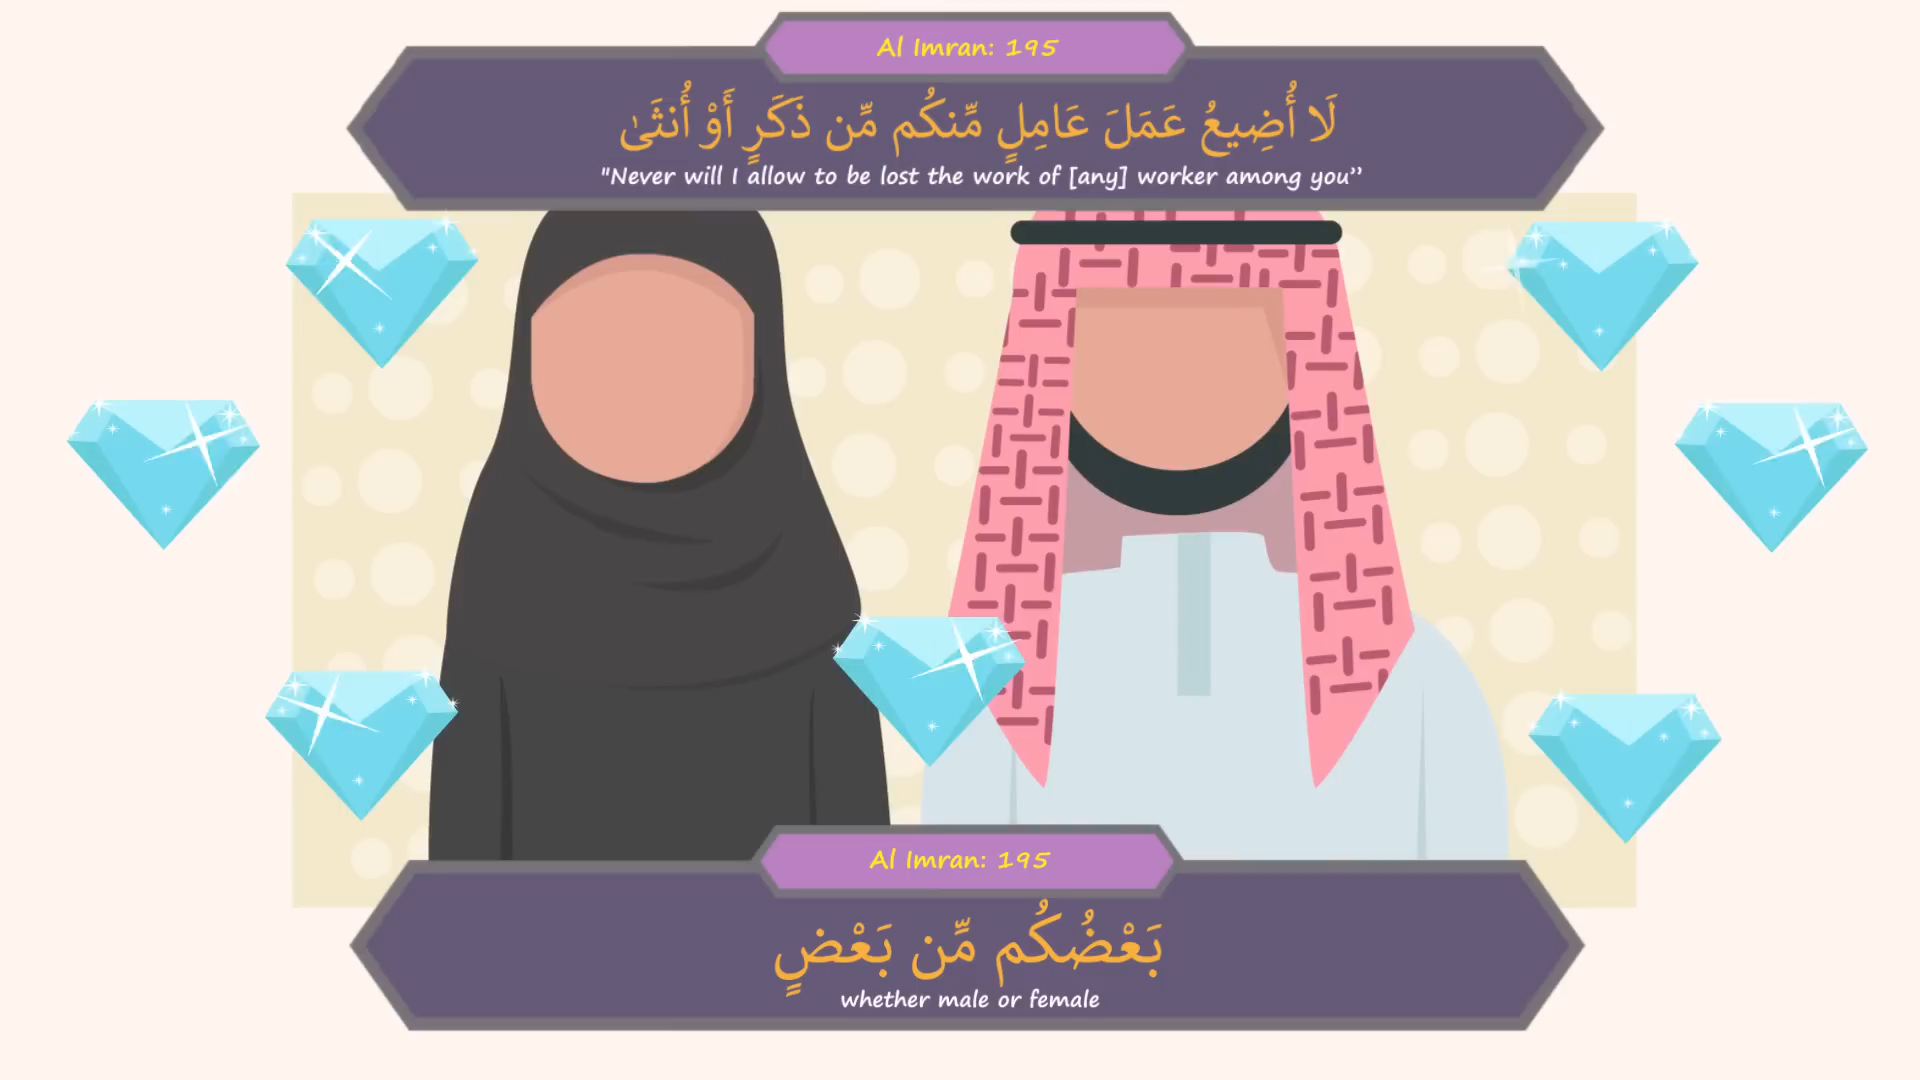 Al Imran: 195
لَا أُضِيعُ عَمَلَ عَامِلٍ مِّنكُم مِّن ذَكَرٍ أَوْ أُنثَىٰ
"Never will I allow to be lost the work of [any] worker among you”
Al Imran: 195
بَعْضُكُم مِّن بَعْضٍ
whether male or female